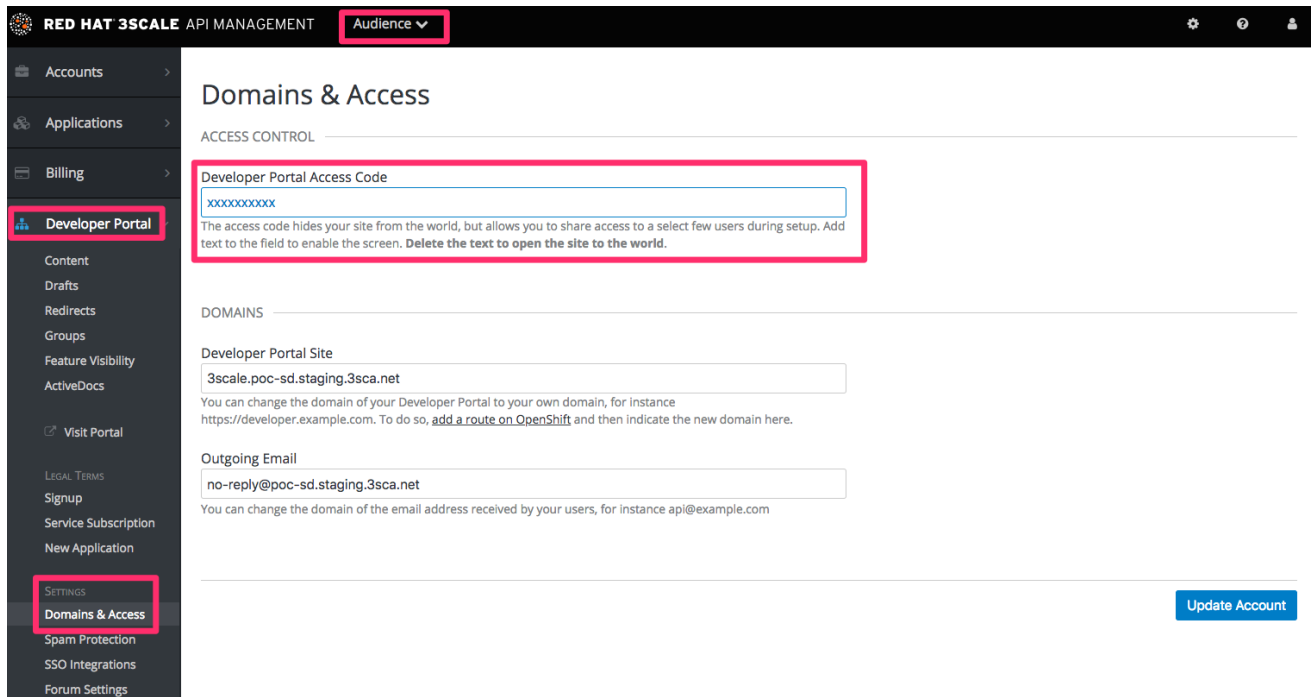 RED HAT 3SCALE API MANAGEMENT
Audience
Accounts
Applications
Billing
Developer Portal
Content
Drafts
Redirects
Groups
Feature Visibility
ActiveDocs
Visit Portal
LEGAL TERMS
Signup
Service Subscription
New Application
SETTINGS
Domains & Access
Spam Protection
SSO Integrations
Forum Settings
Domains & Access
ACCESS CONTROL
Developer Portal Access Code
xxxxxxxxxx
The access code hides your site from the world, but allows you to share access to a select few users during setup. Add
text to the field to enable the screen. Delete the text to open the site to the world.
DOMAINS
Developer Portal Site
3scale.poc-sd.staging.3sca.net
You can change the domain of your Developer Portal to your own domain, for instance
https://developer.example.com. To do so, add a route on OpenShift and then indicate the new domain here.
Outgoing Email
no-reply@poc-sd.staging.3sca.net
You can change the domain of the email address received by your users, for instance api@example.com
Update Account